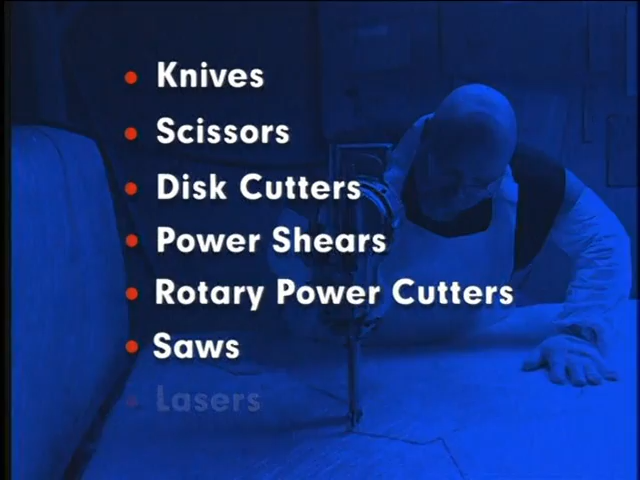 • Knives
• Scissors
• Disk Cutters
• Power Shears
• Rotary Power Cutters
• Saws
• Lasers